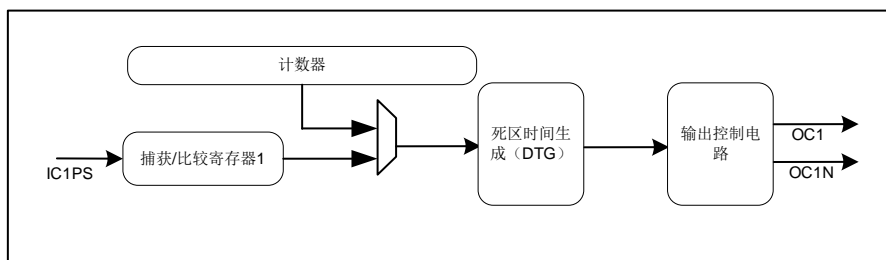 计数器
IC1PS
捕获/比较寄存器1
死区时间生
成（DTG）
输出控制电
路
OC1
OC1N